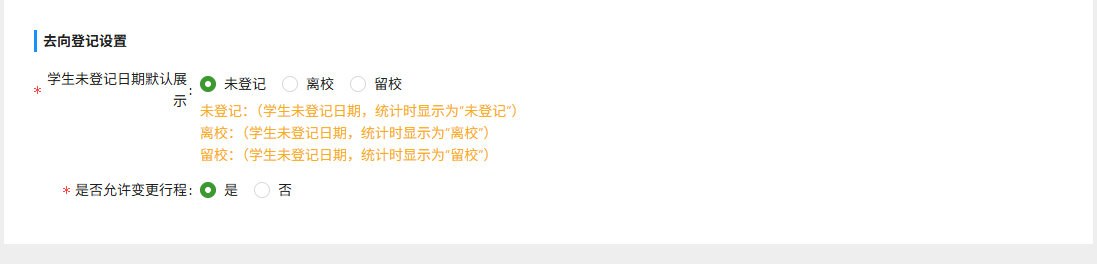 去向登记设置
* 学生未登记日期默认展示:
未登记 离校 留校
未登记:(学生未登记日期，统计时显示为"未登记")
离校:(学生未登记日期，统计时显示为"离校")
留校:(学生未登记日期，统计时显示为"留校")
* 是否允许变更行程: 是 否